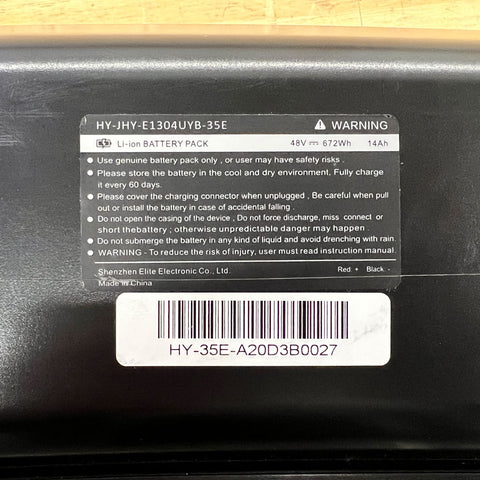 HY-JHY-E1304UYB-35E ⚠ WARNING
Li-ion BATTERY PACK 48V ⎓ 672Wh 14Ah
● Use genuine battery pack only , or user may have safety risks .
● Please store the battery in the cool and dry environment, Fully charge
it every 60 days.
● Please cover the charging connector when unplugged , Be careful when pull
out or install the battery in case of accidental falling .
● Do not open the casing of the device , Do not force discharge, miss connect or
short thebattery ; otherwise unpredictable danger may happen .
● Do not submerge the battery in any kind of liquid and avoid drenching with rain.
● WARNING - To reduce the risk of injury, user must read instruction manual.
Shenzhen Elite Electronic Co., Ltd. Red + Black -
Made in China
HY-35E-A20D3B0027